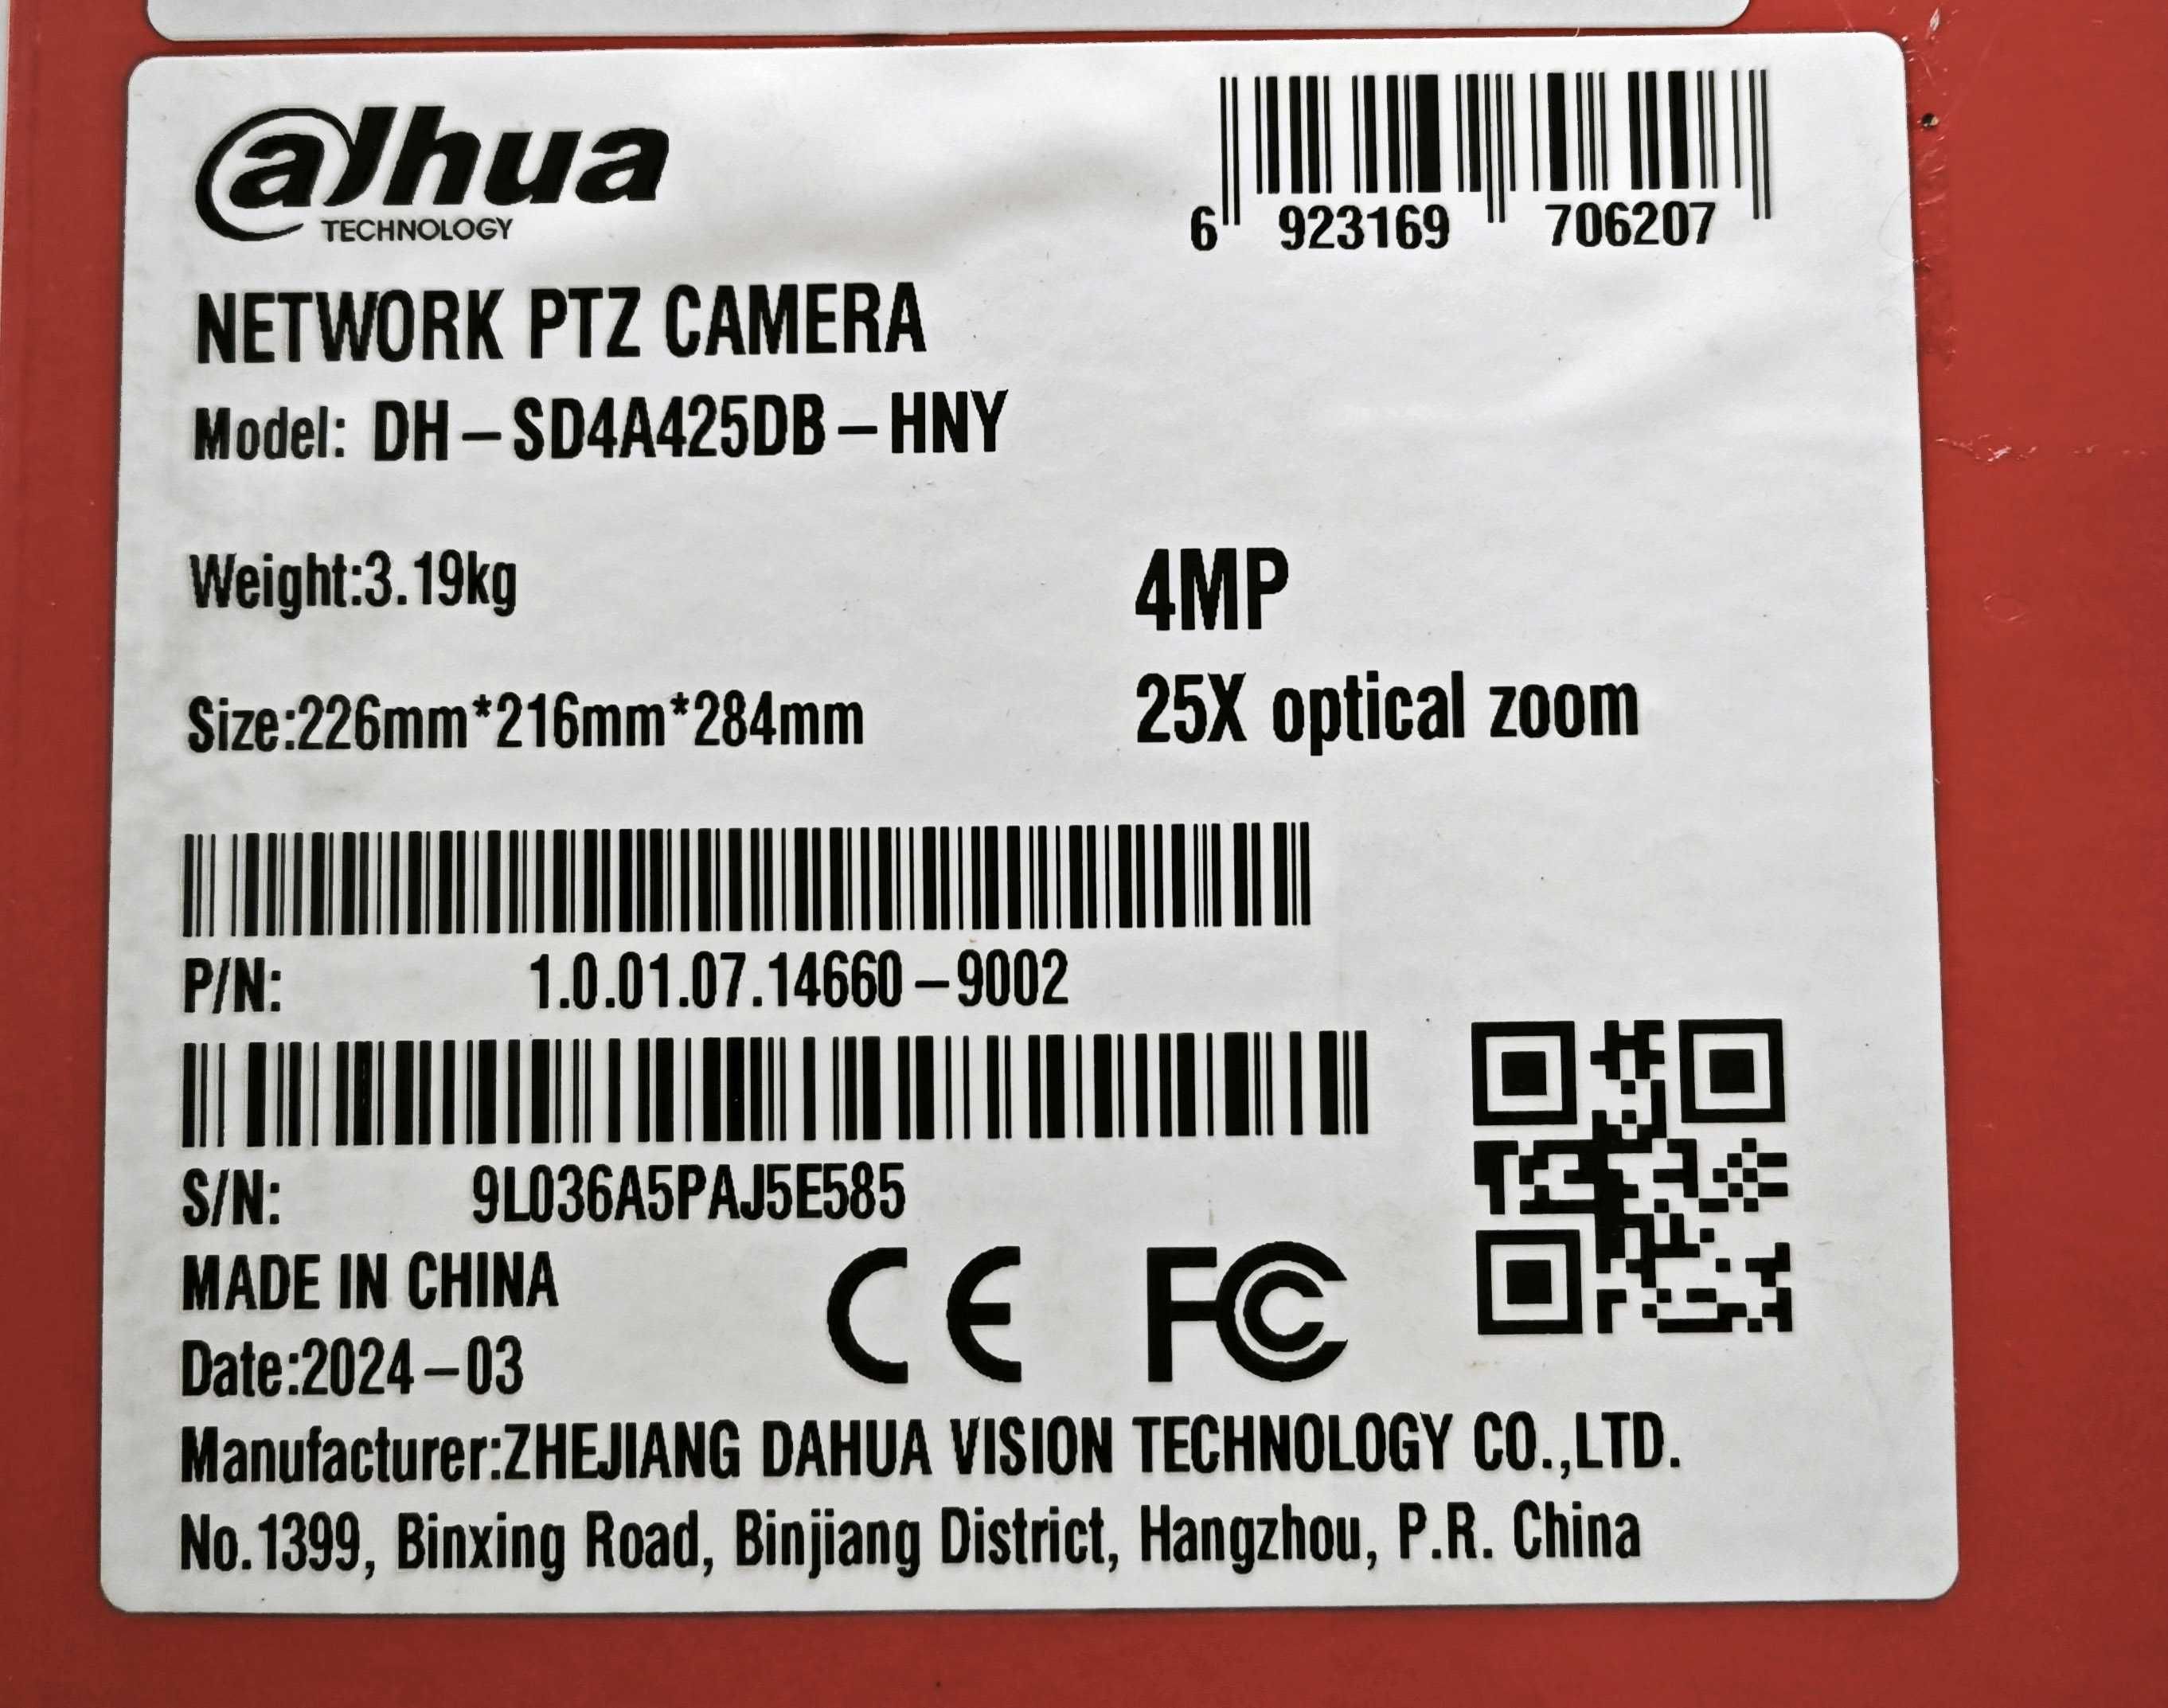 alhua
TECHNOLOGY
6 923169 706207
NETWORK PTZ CAMERA
Model: DH-SD4A425DB-HNY
Weight:3.19kg
4MP
Size:226mm*216mm*284mm
25X optical zoom
P/N: 1.0.01.07.14660-9002
S/N: 9L036A5PAJ5E585
MADE IN CHINA
CE FC
Date:2024-03
Manufacturer:ZHEJIANG DAHUA VISION TECHNOLOGY CO.,LTD.
No.1399, Binxing Road, Binjiang District, Hangzhou, P.R. China